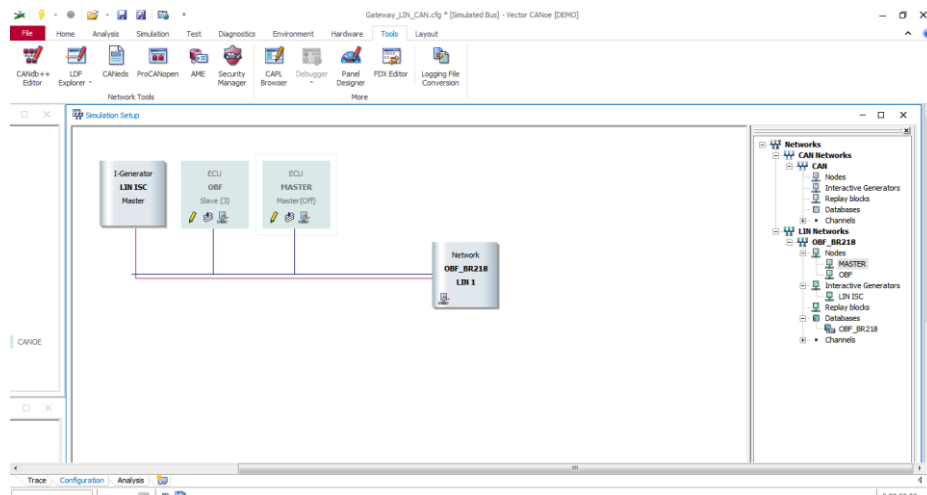 Gateway_LIN_CAN.cfg * [Simulated Bus] - Vector CANoe [DEMO]
File Home Analysis Simulation Test Diagnostics Environment Hardware Tools Layout
CANdb++ Editor
LDF Explorer
CANeds
ProCANopen
AME
Security Manager
CAPL Browser
Debugger
Panel Designer
FDX Editor
Logging File Conversion
Network Tools
More
Simulation Setup
I-Generator
LIN ISC
Master
ECU
OBF
Slave (3)
ECU
MASTER
Master(Off)
Network
OBF_BR218
LIN 1
Networks
CAN Networks
CAN
Nodes
Interactive Generators
Replay blocks
Databases
Channels
LIN Networks
OBF_BR218
Nodes
MASTER
OBF
Interactive Generators
LIN ISC
Replay blocks
Databases
OBF_BR218
Channels
CANOE
Trace Configuration Analysis